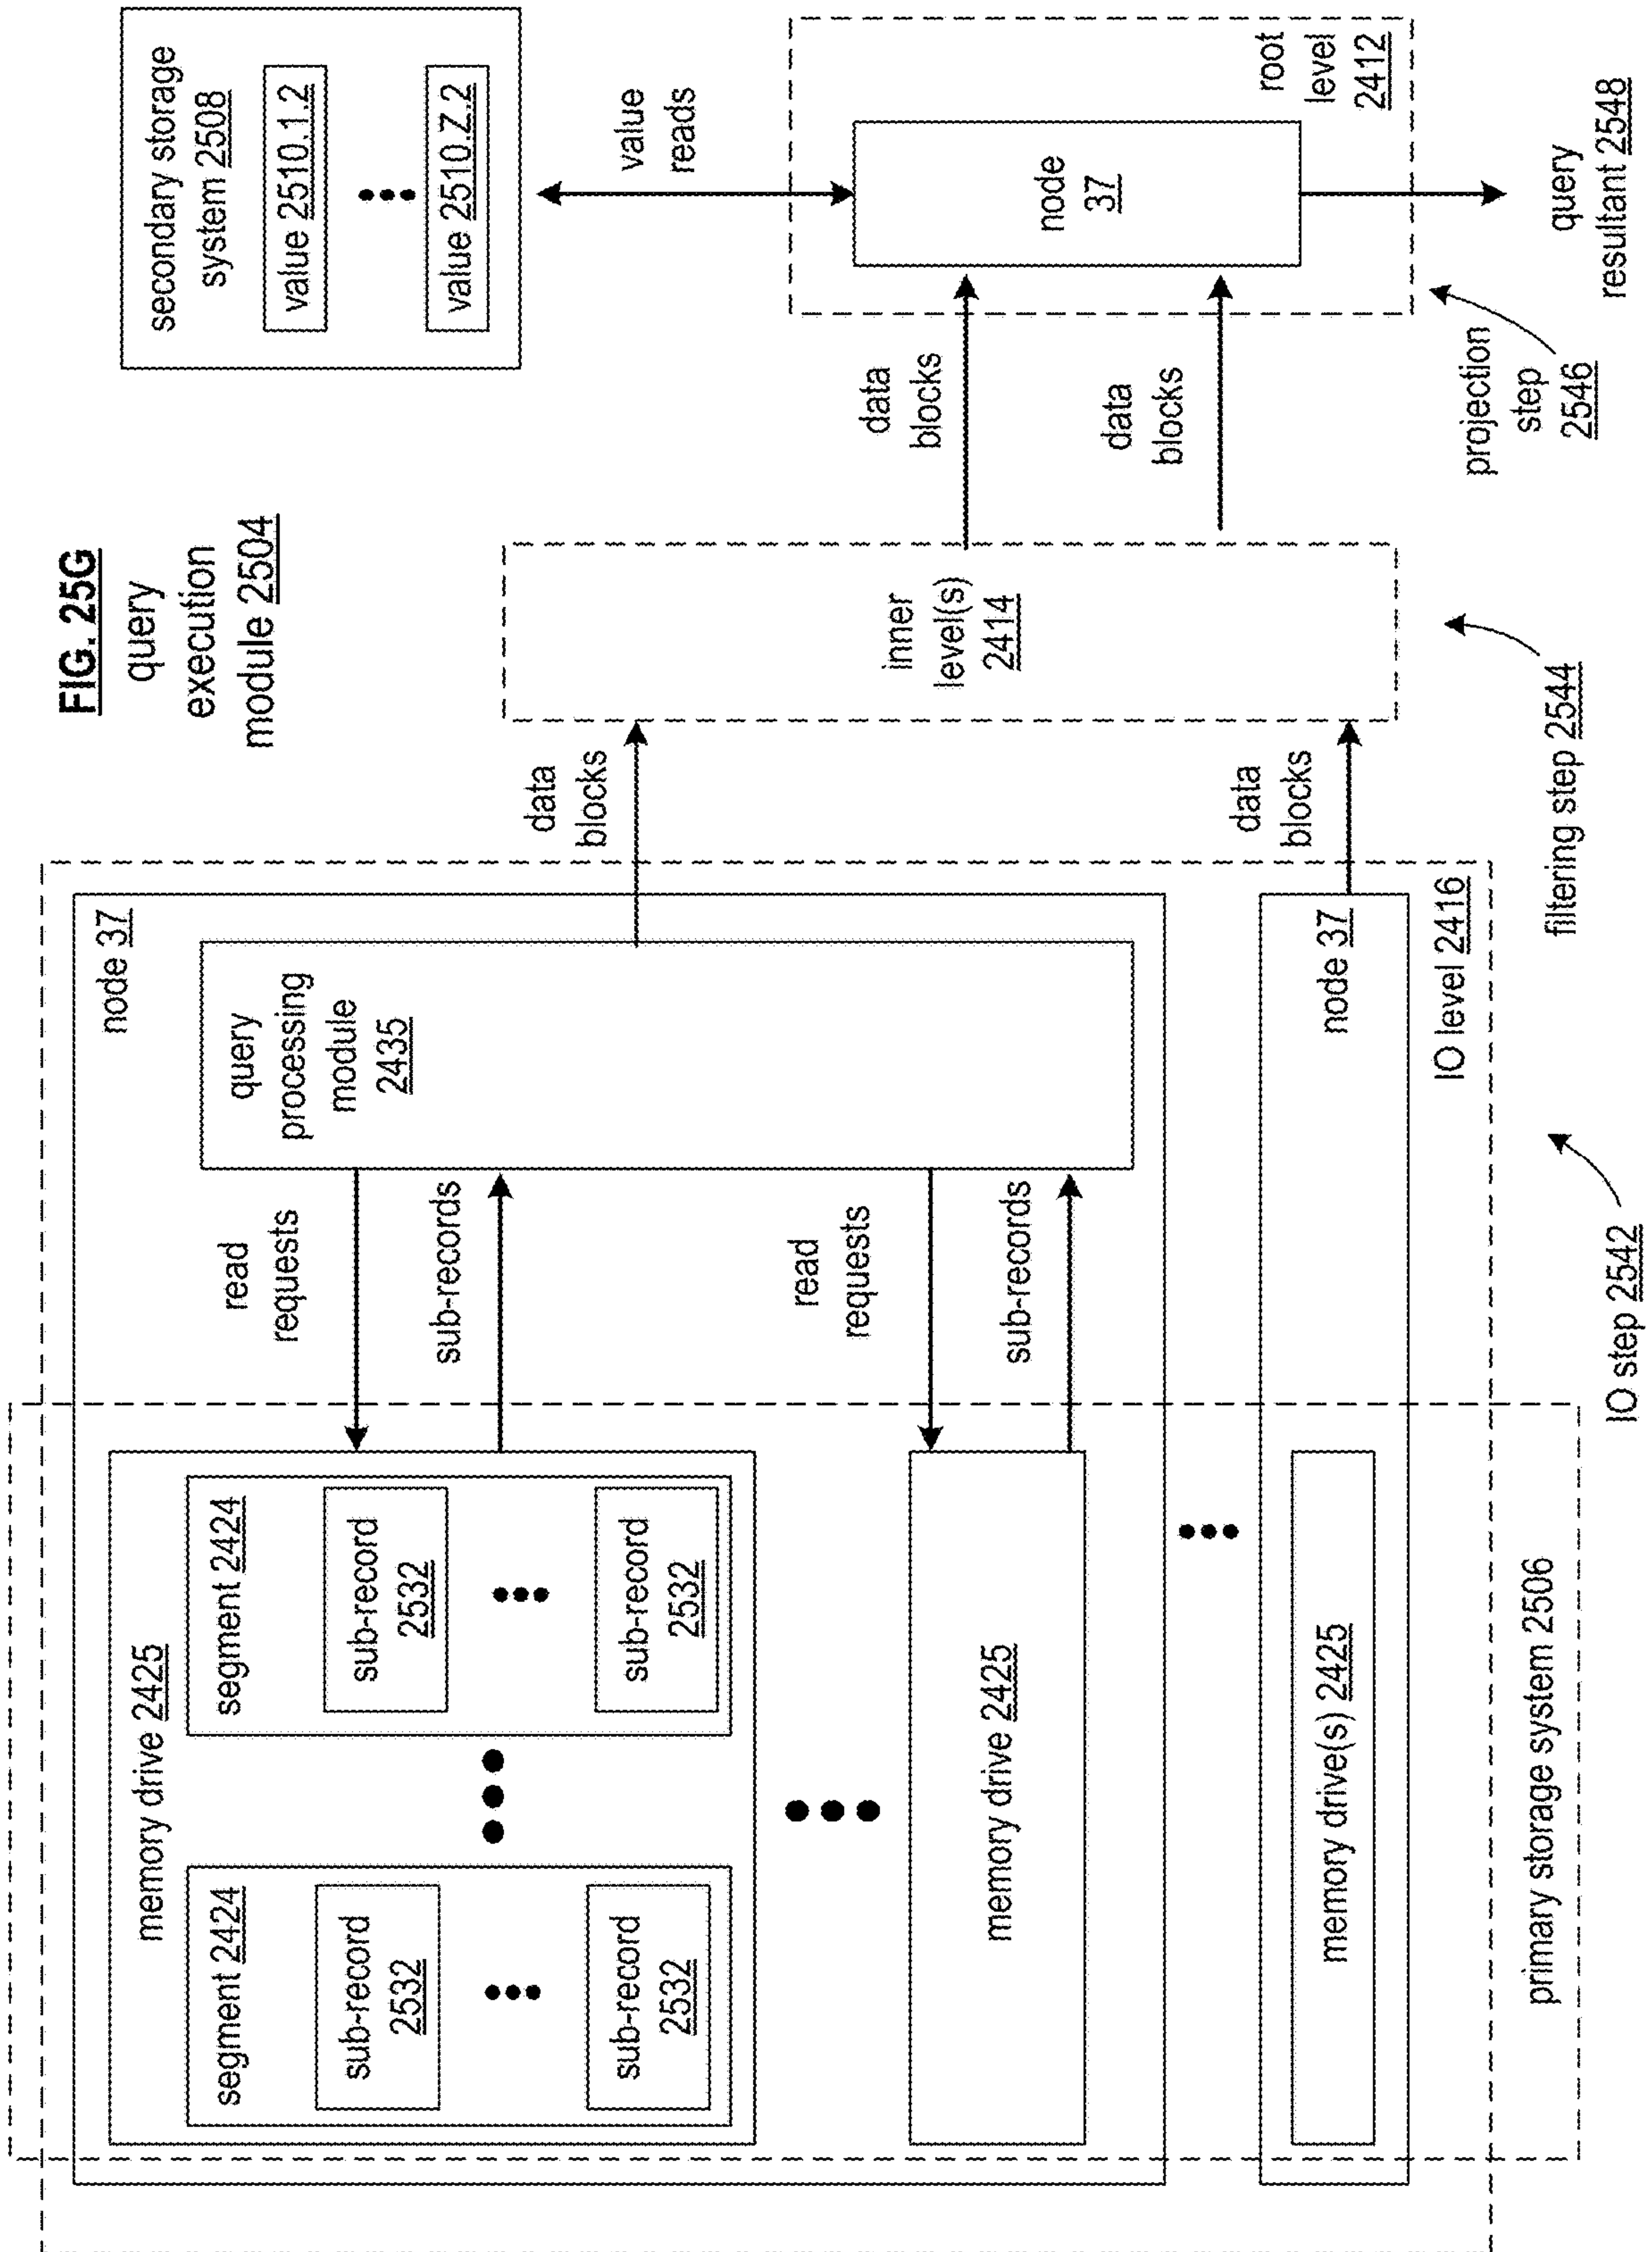 FIG. 25G
query
execution
module 2504
secondary storage
system 2508
value 2510.1.2
value 2510.Z.2
value
reads
root
level
2412
node
37
query
resultant 2548
data
blocks
data
blocks
projection
step
2546
inner
level(s)
2414
filtering step 2544
data
blocks
data
blocks
node 37
query
processing
module
2435
read
requests
sub-records
read
requests
sub-records
node 37
IO level 2416
IO step 2542
memory drive 2425
segment 2424
sub-record
2532
sub-record
2532
segment 2424
sub-record
2532
sub-record
2532
memory drive 2425
memory drive(s) 2425
primary storage system 2506